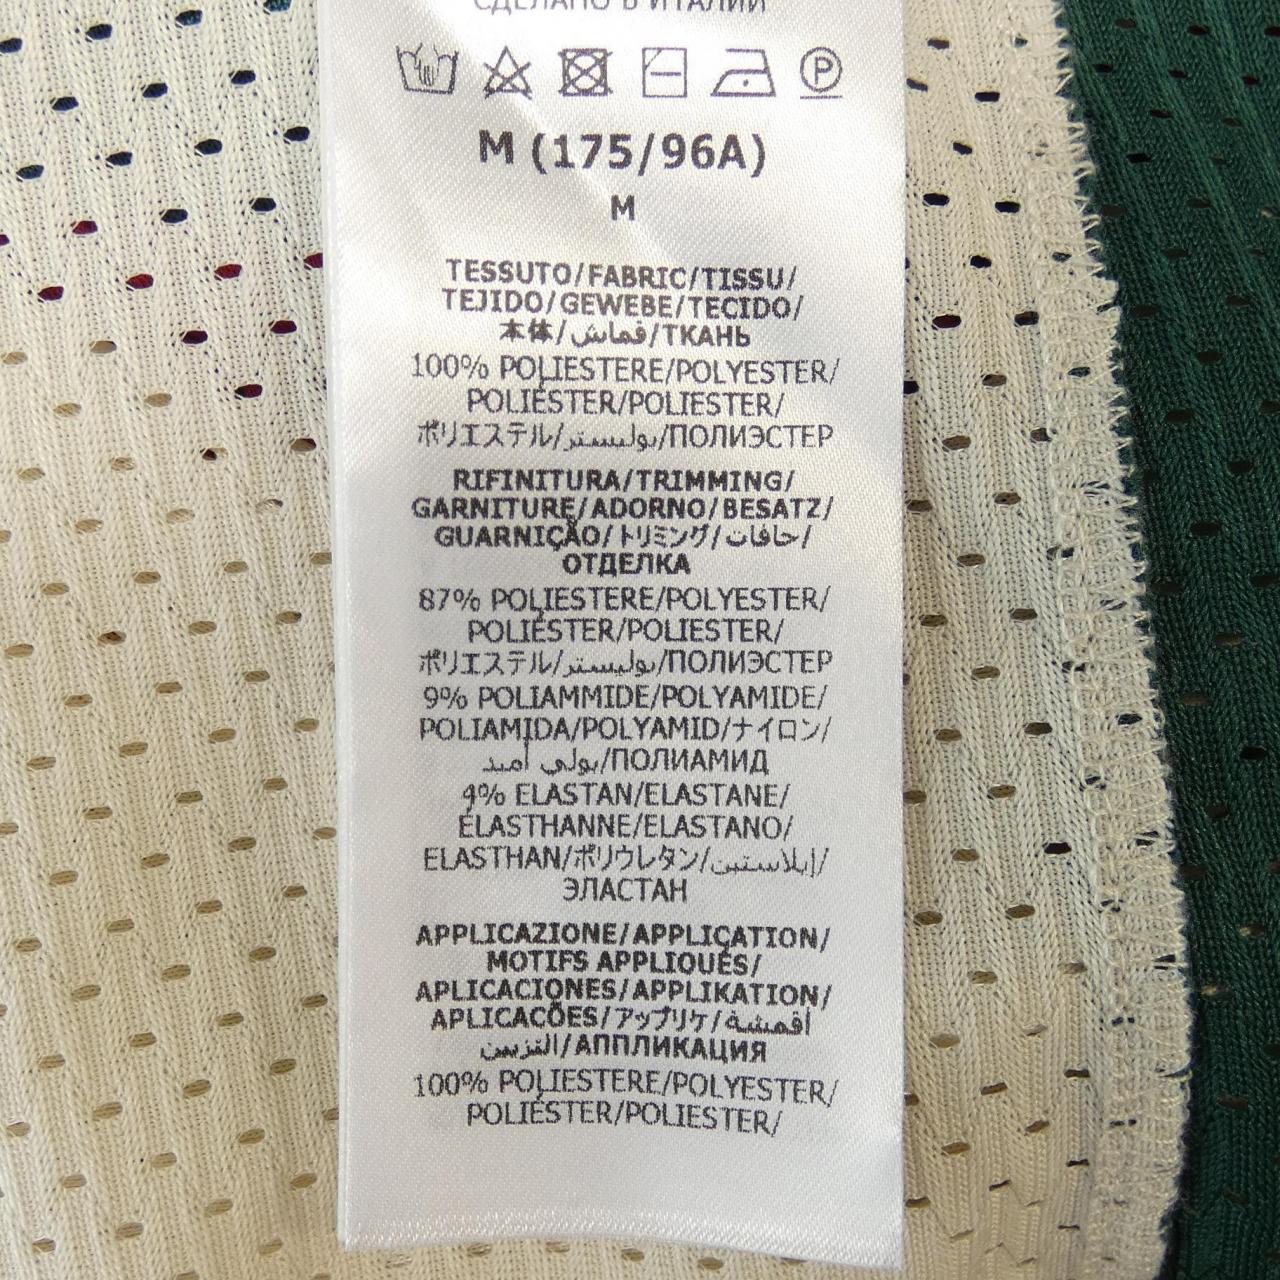 СДЕЛАНО В ИТАЛИИ
P
M (175/96A)
M
TESSUTO/FABRIC/TISSU/
TEJIDO/GEWEBE/TECIDO/
本体/قماش/ТКАНЬ
100% POLIESTERE/POLYESTER/
POLIÉSTER/POLIESTER/
ポリエステル/بوليستر/ПОЛИЭСТЕР
RIFINITURA/TRIMMING/
GARNITURE/ADORNO/BESATZ/
GUARNIÇÃO/トリミング/حافات/
ОТДЕЛКА
87% POLIESTERE/POLYESTER/
POLIÉSTER/POLIESTER/
ポリエステル/بوليستر/ПОЛИЭСТЕР
9% POLIAMMIDE/POLYAMIDE/
POLIAMIDA/POLYAMID/ナイロン/
بولي أميد/ПОЛИАМИД
4% ELASTAN/ELASTANE/
ÉLASTHANNE/ELASTANO/
ELASTHAN/ポリウレタン/إيلاستين/
ЭЛАСТАН
APPLICAZIONE/APPLICATION/
MOTIFS APPLIQUÉS/
APLICACIONES/APPLIKATION/
APLICAÇÕES/アップリケ/أقمشة
التزيين/АППЛИКАЦИЯ
100% POLIESTERE/POLYESTER/
POLIÉSTER/POLIESTER/